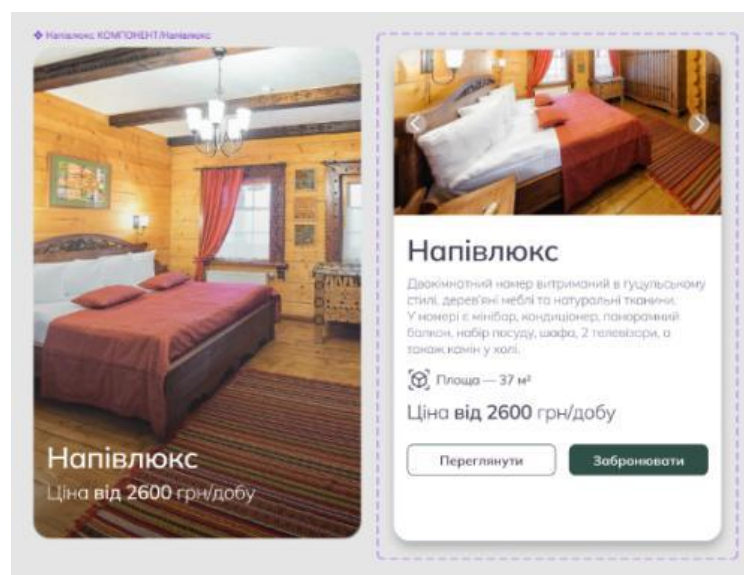 Напівлюкс КОМПОНЕНТ/Напівлюкс
Напівлюкс
Ціна від 2600 грн/добу
Напівлюкс
Двокімнатний номер витриманий в гуцульському
стилі, дерев'яні меблі та натуральні тканини.
У номері є мінібар, кондиціонер, панорамний
балкон, набір посуду, шафа, 2 телевізори, а
також камін у холі.
Площа — 37 м²
Ціна від 2600 грн/добу
Переглянути
Забронювати